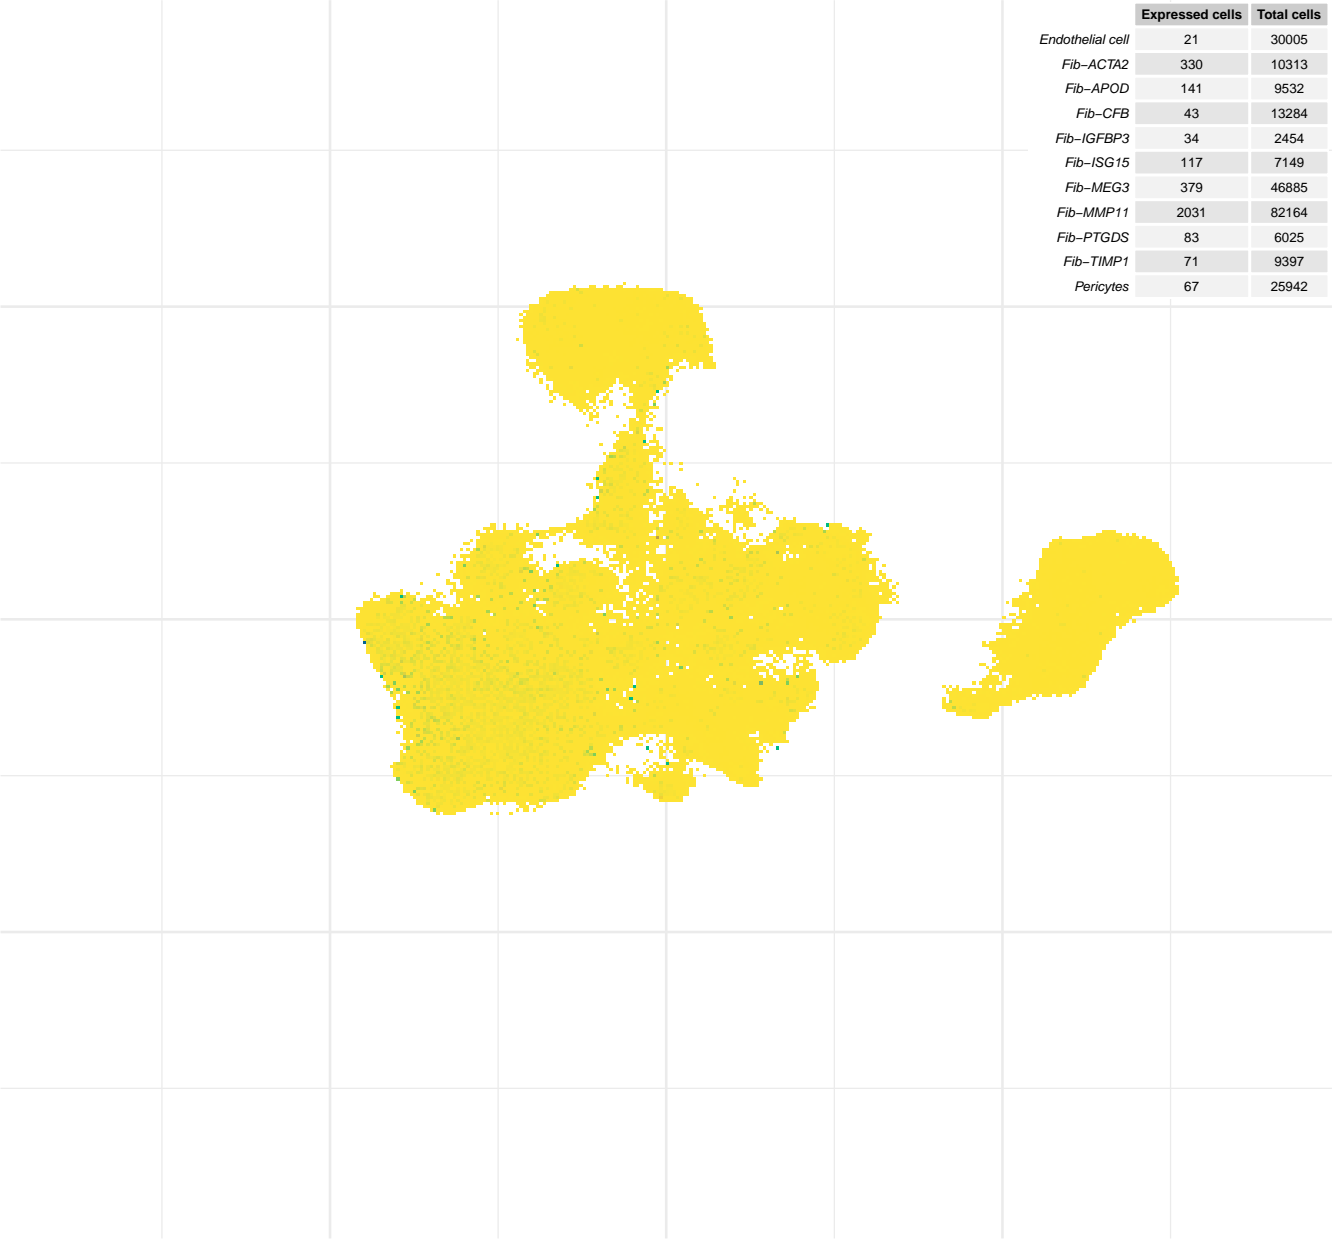 Expressed cells Total cells
Endothelial cell 21 30005
Fib−ACTA2 330 10313
Fib−APOD 141 9532
Fib−CFB 43 13284
Fib−IGFBP3 34 2454
Fib−ISG15 117 7149
Fib−MEG3 379 46885
Fib−MMP11 2031 82164
Fib−PTGDS 83 6025
Fib−TIMP1 71 9397
Pericytes 67 25942